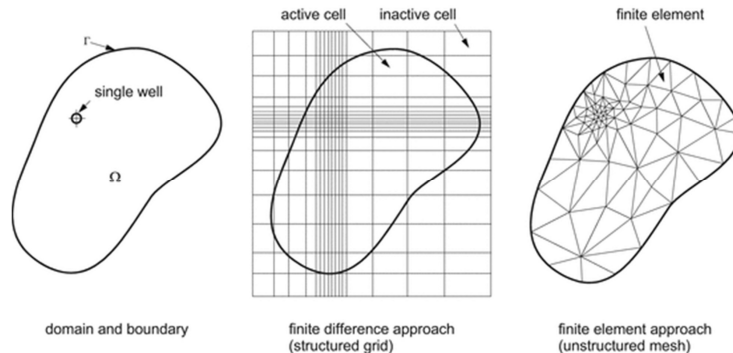 Γ
single well
Ω
domain and boundary
active cell
inactive cell
finite difference approach
(structured grid)
finite element
finite element approach
(unstructured mesh)